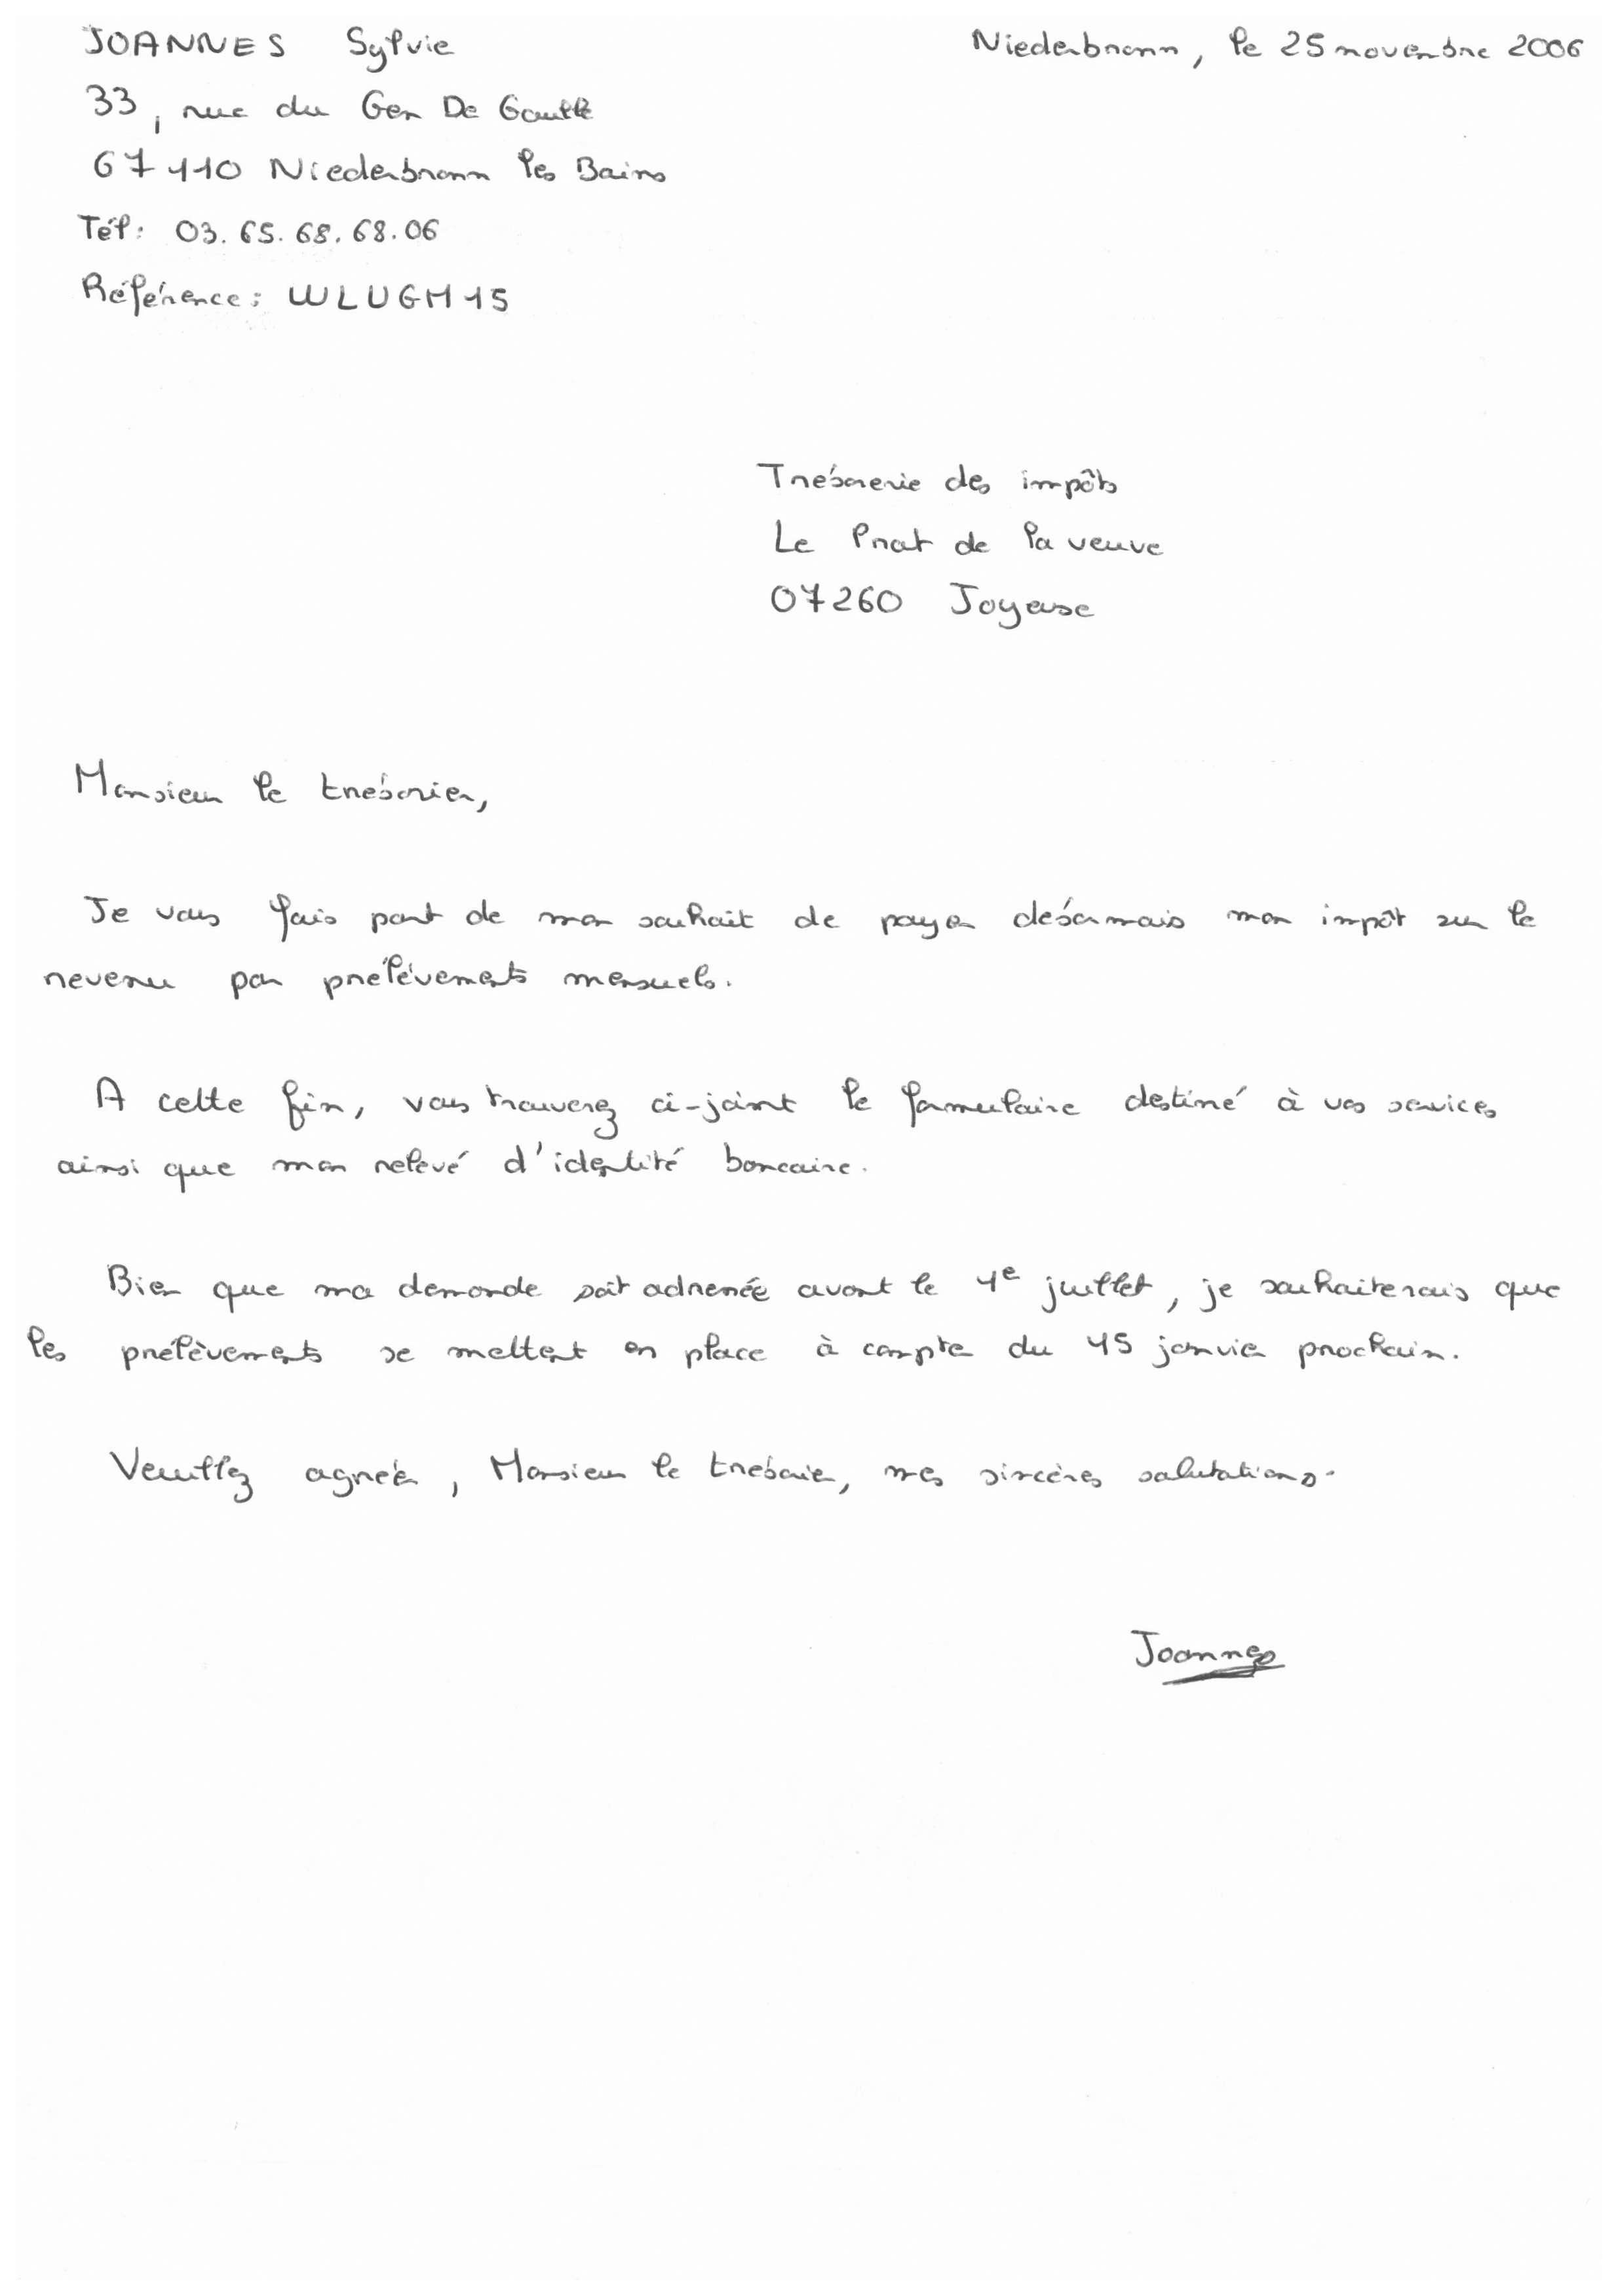 JOANNES Sylvie
Niederbronn, le 25 novembre 2006
33, rue du Gen De Gaulle
67110 Niederbronn les Bains
Tél: 03.65.68.68.06
Référence: WLUGM15
Trésorerie des impôts
Le Prat de la veuve
07260 Joyeuse
Monsieur le trésorier,
Je vous fais part de mon souhait de payer désormais mon impôt sur le
revenu par prélèvements mensuels.
A cette fin, vous trouverez ci-joint le formulaire destiné à vos services
ainsi que mon relevé d'identité bancaire.
Bien que ma demande soit adressée avant le 1er juillet, je souhaiterais que
les prélèvements se mettent en place à compter du 15 janvier prochain.
Veuillez agréer, Monsieur le trésorier, mes sincères salutations.
Joannes